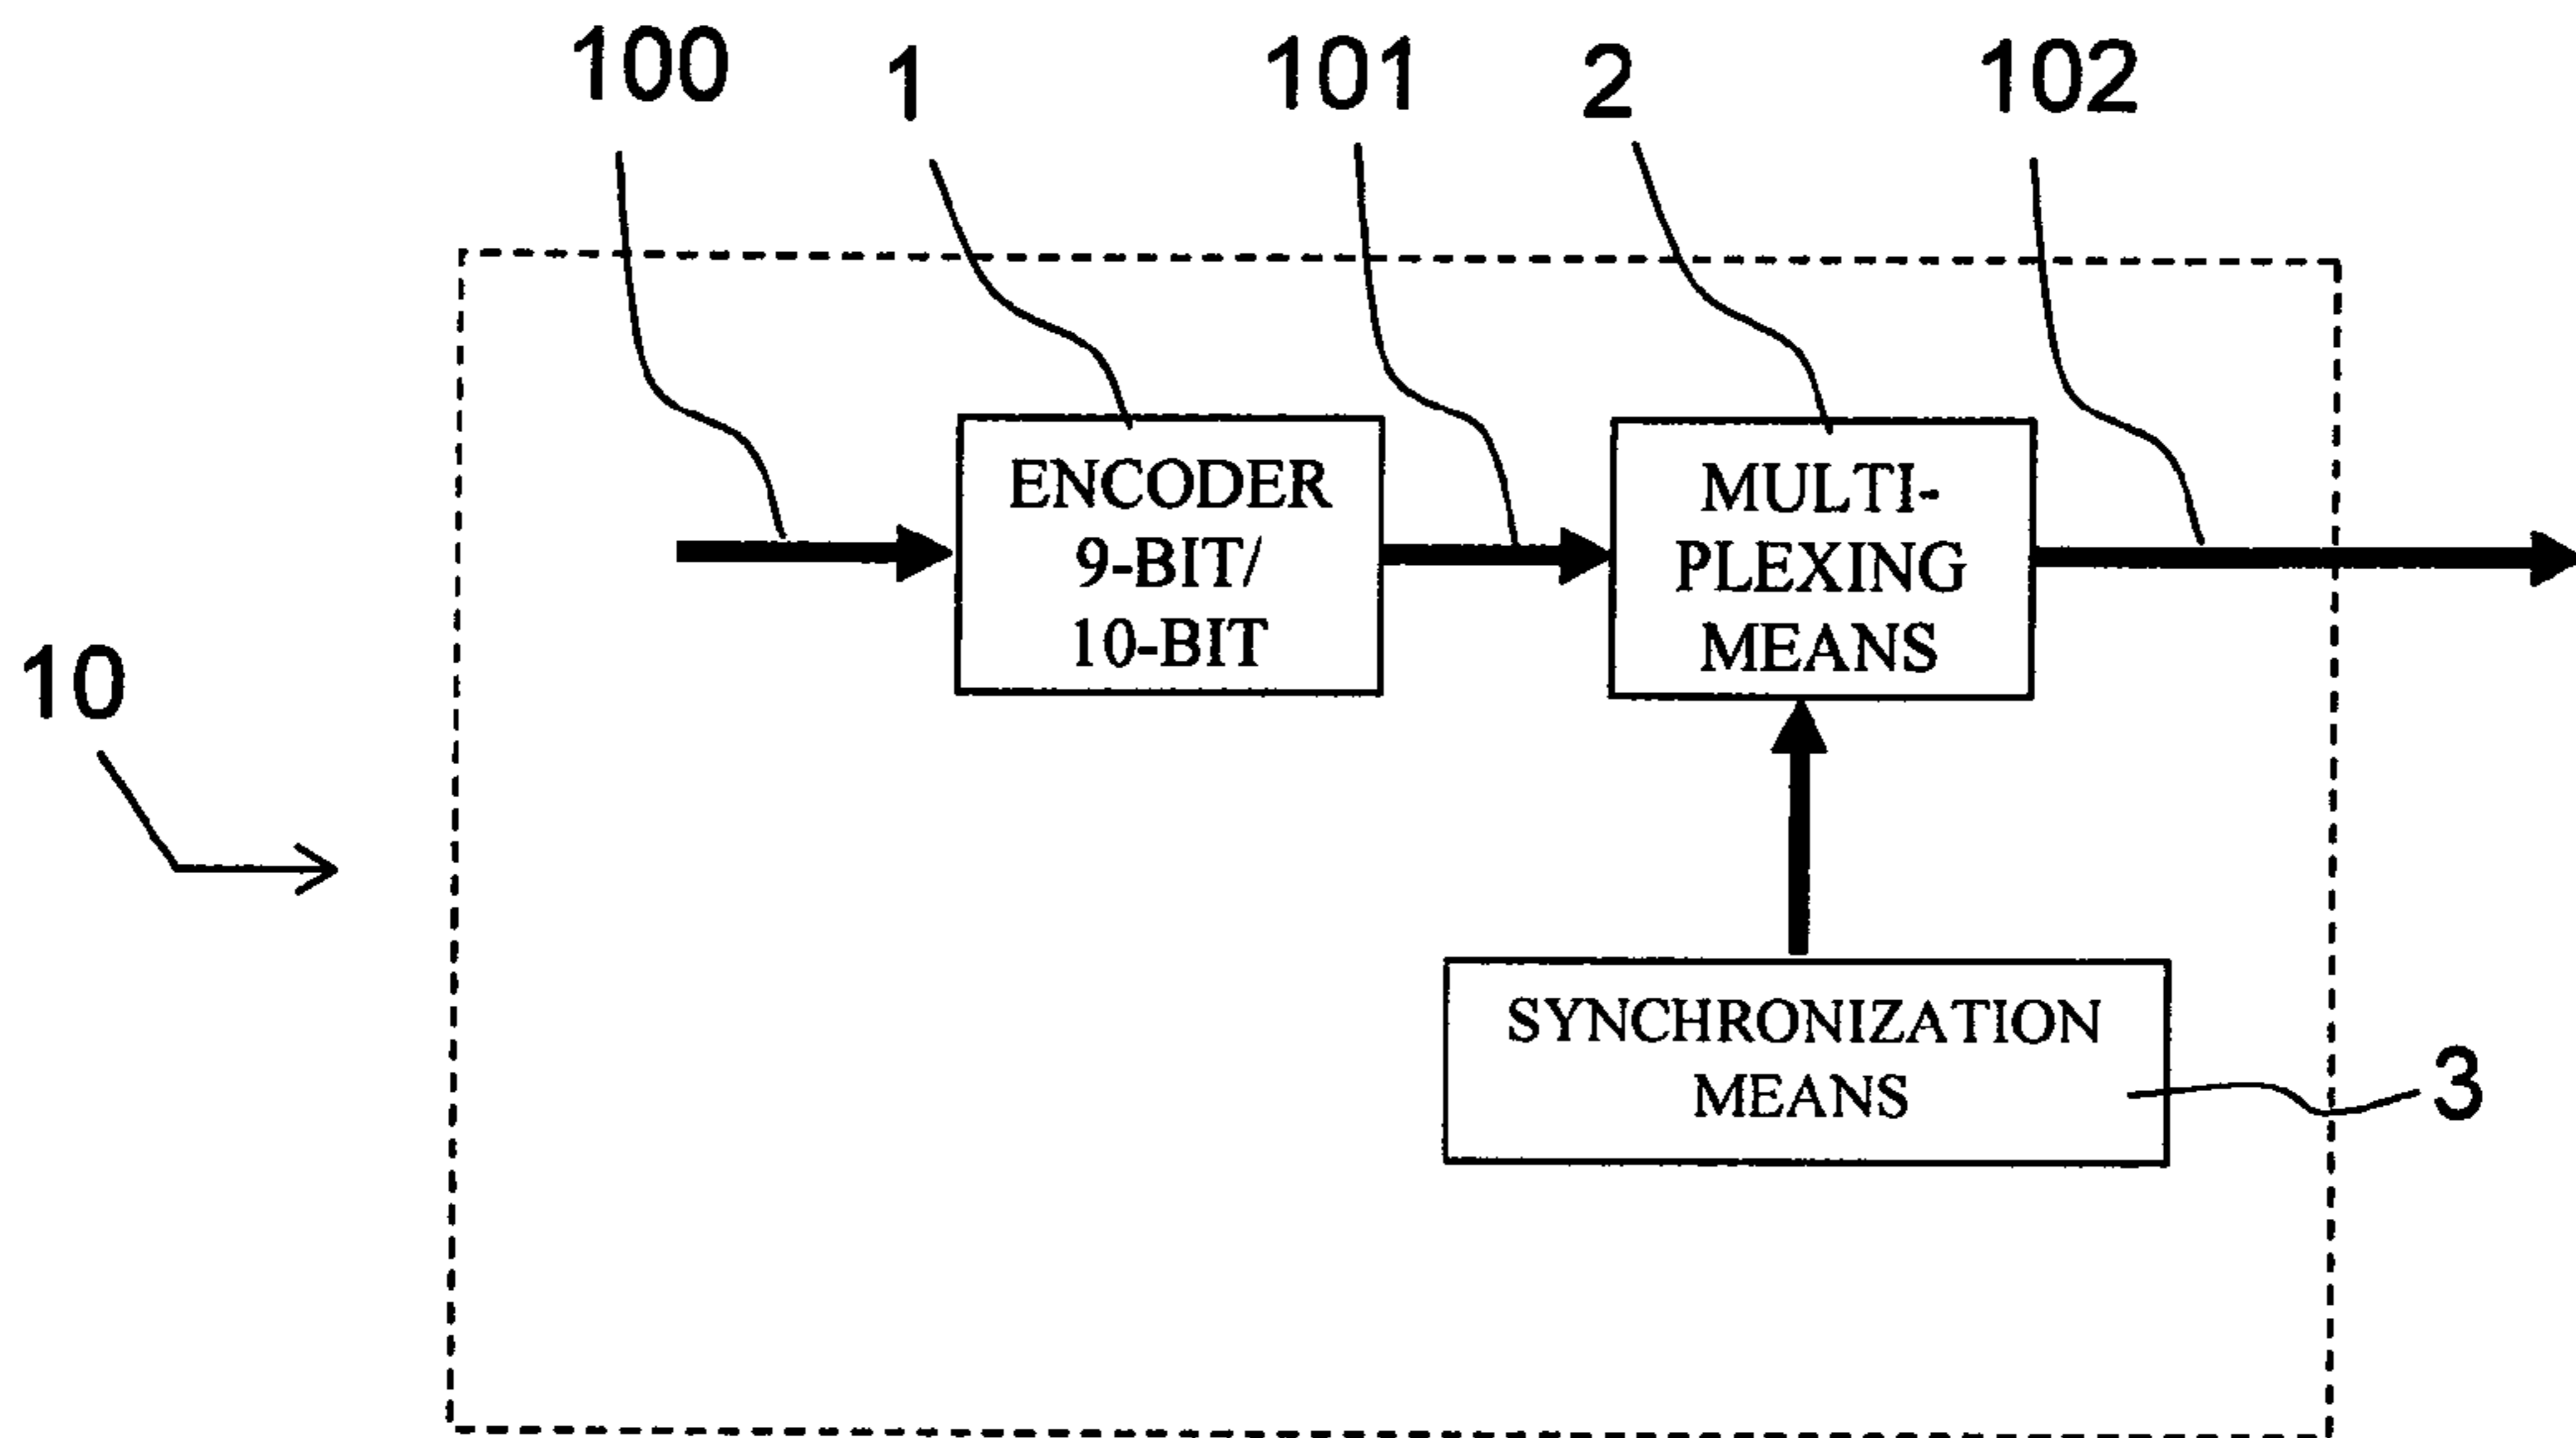 100 1 101 2 102
ENCODER
9-BIT/
10-BIT
MULTI-
PLEXING
MEANS
10
SYNCHRONIZATION
MEANS
3